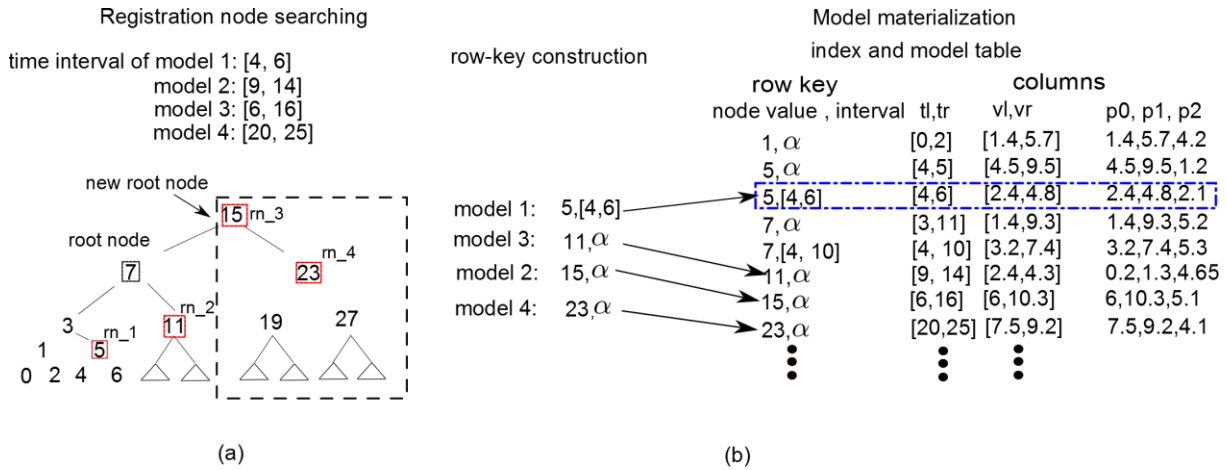 Registration node searching
time interval of model 1: [4, 6]
model 2: [9, 14]
model 3: [6, 16]
model 4: [20, 25]
new root node
15 rn_3
root node
rn_4
7
23
rn_2
3
11
19
27
rn_1
1
5
0 2 4 6
(a)
Model materialization
row-key construction
index and model table
row key
columns
node value , interval
tl,tr
vl,vr
p0, p1, p2
1, α [0,2] [1.4,5.7] 1.4,5.7,4.2
5, α [4,5] [4.5,9.5] 4.5,9.5,1.2
5,[4,6] [4,6] [2.4,4.8] 2.4,4.8,2.1
7, α [3,11] [1.4,9.3] 1.4,9.3,5.2
7,[4, 10] [4, 10] [3.2,7.4] 3.2,7.4,5.3
11, α [9, 14] [2.4,4.3] 0.2,1.3,4.65
15, α [6,16] [6,10.3] 6,10.3,5.1
23, α [20,25] [7.5,9.2] 7.5,9.2,4.1
model 1: 5,[4,6]
model 3: 11,α
model 2: 15,α
model 4: 23,α
(b)